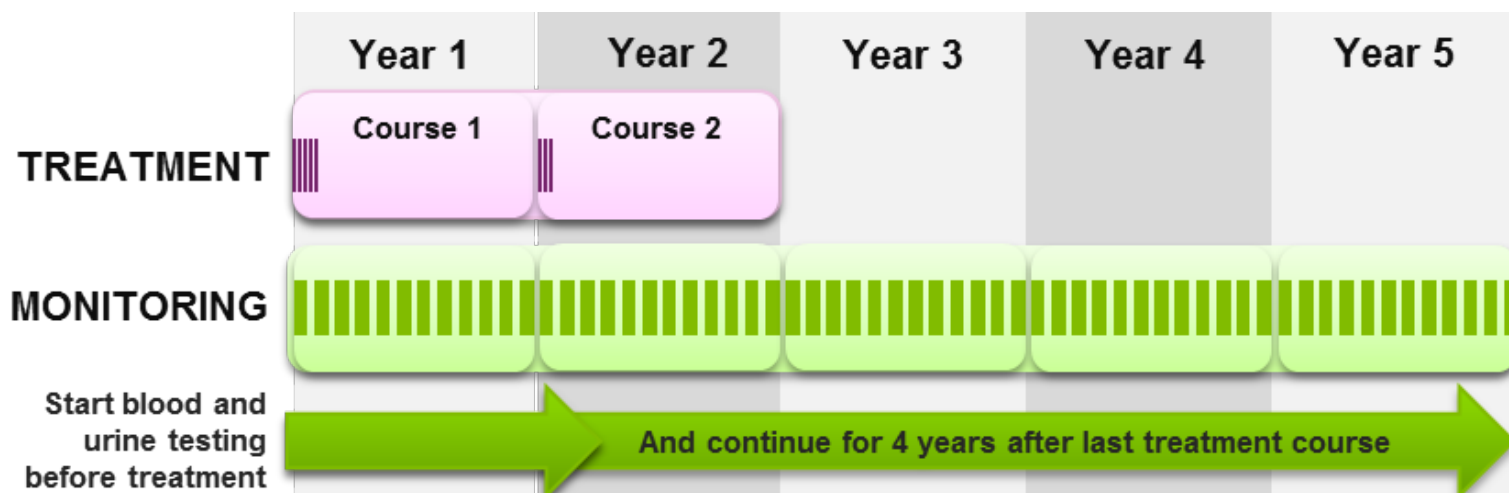 Year 1 Year 2 Year 3 Year 4 Year 5
Course 1 Course 2
TREATMENT
MONITORING
Start blood and
urine testing
before treatment
And continue for 4 years after last treatment course